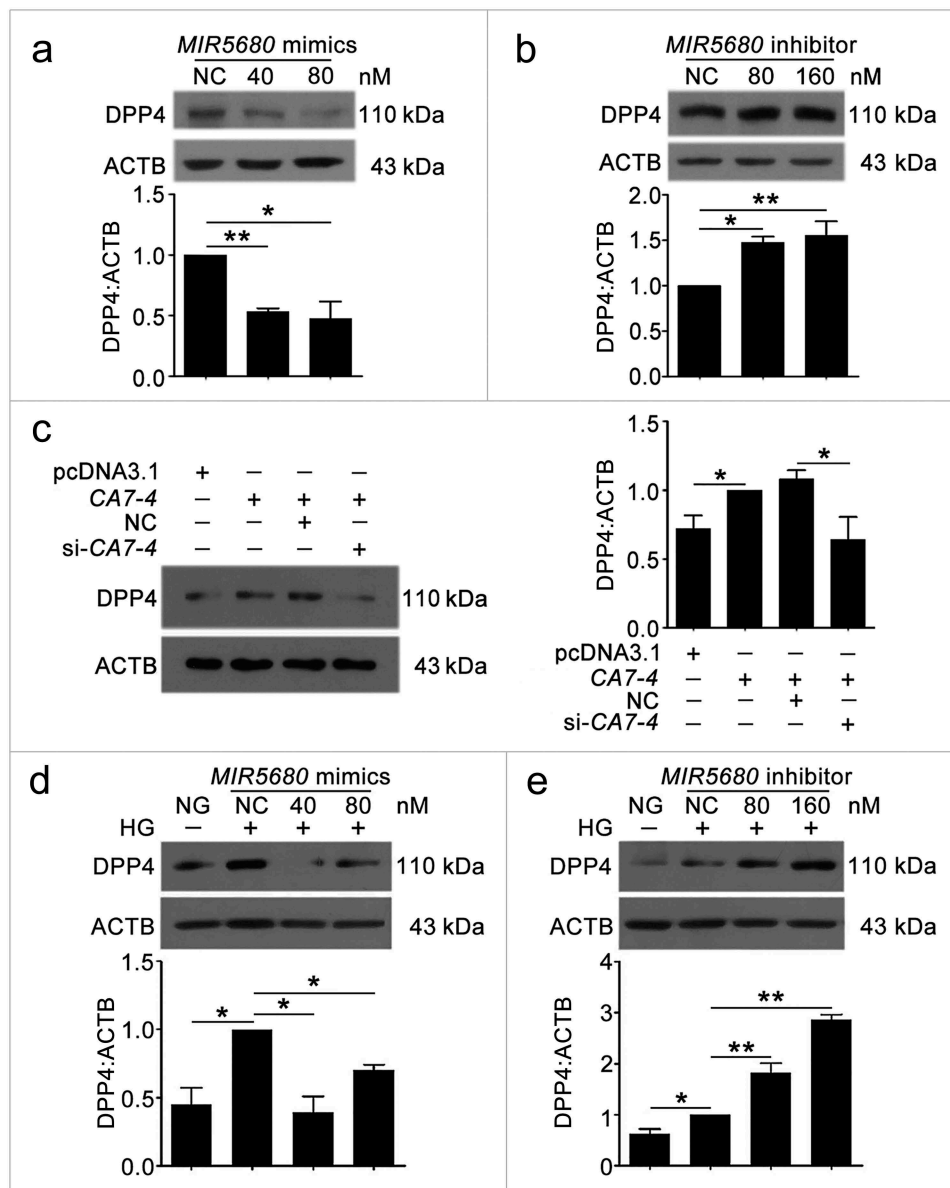 a
MIR5680 mimics
NC 40 80 nM
DPP4 110 kDa
ACTB 43 kDa
DPP4:ACTB
1.5
1.0
0.5
0.0
*
**
b
MIR5680 inhibitor
NC 80 160 nM
DPP4 110 kDa
ACTB 43 kDa
DPP4:ACTB
2.0
1.5
1.0
0.5
0.0
**
*
c
pcDNA3.1 + – – –
CA7-4 – + + +
NC – – + –
si-CA7-4 – – – +
DPP4 110 kDa
ACTB 43 kDa
DPP4:ACTB
1.5
1.0
0.5
0.0
* *
pcDNA3.1 + – – –
CA7-4 – + + +
NC – – + –
si-CA7-4 – – – +
d
MIR5680 mimics
NG NC 40 80 nM
HG – + + +
DPP4 110 kDa
ACTB 43 kDa
DPP4:ACTB
1.5
1.0
0.5
0.0
*
* *
e
MIR5680 inhibitor
NG NC 80 160 nM
HG – + + +
DPP4 110 kDa
ACTB 43 kDa
DPP4:ACTB
4
3
2
1
0
**
**
*